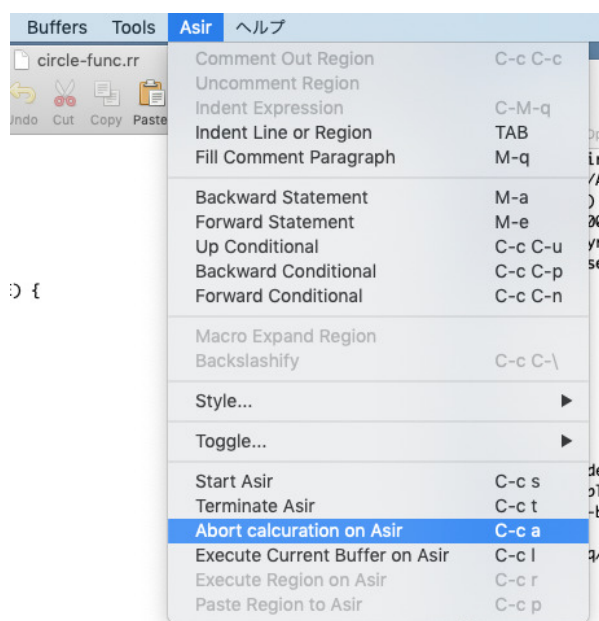 Buffers Tools Asir ヘルプ
circle-func.rr
Undo Cut Copy Paste
Comment Out Region C-c C-c
Uncomment Region
Indent Expression C-M-q
Indent Line or Region TAB
Fill Comment Paragraph M-q
Backward Statement M-a
Forward Statement M-e
Up Conditional C-c C-u
Backward Conditional C-c C-p
Forward Conditional C-c C-n
) {
Macro Expand Region
Backslashify C-c C-\
Style...
Toggle...
Start Asir C-c s
Terminate Asir C-c t
Abort calcuration on Asir C-c a
Execute Current Buffer on Asir C-c l
Execute Region on Asir C-c r
Paste Region to Asir C-c p